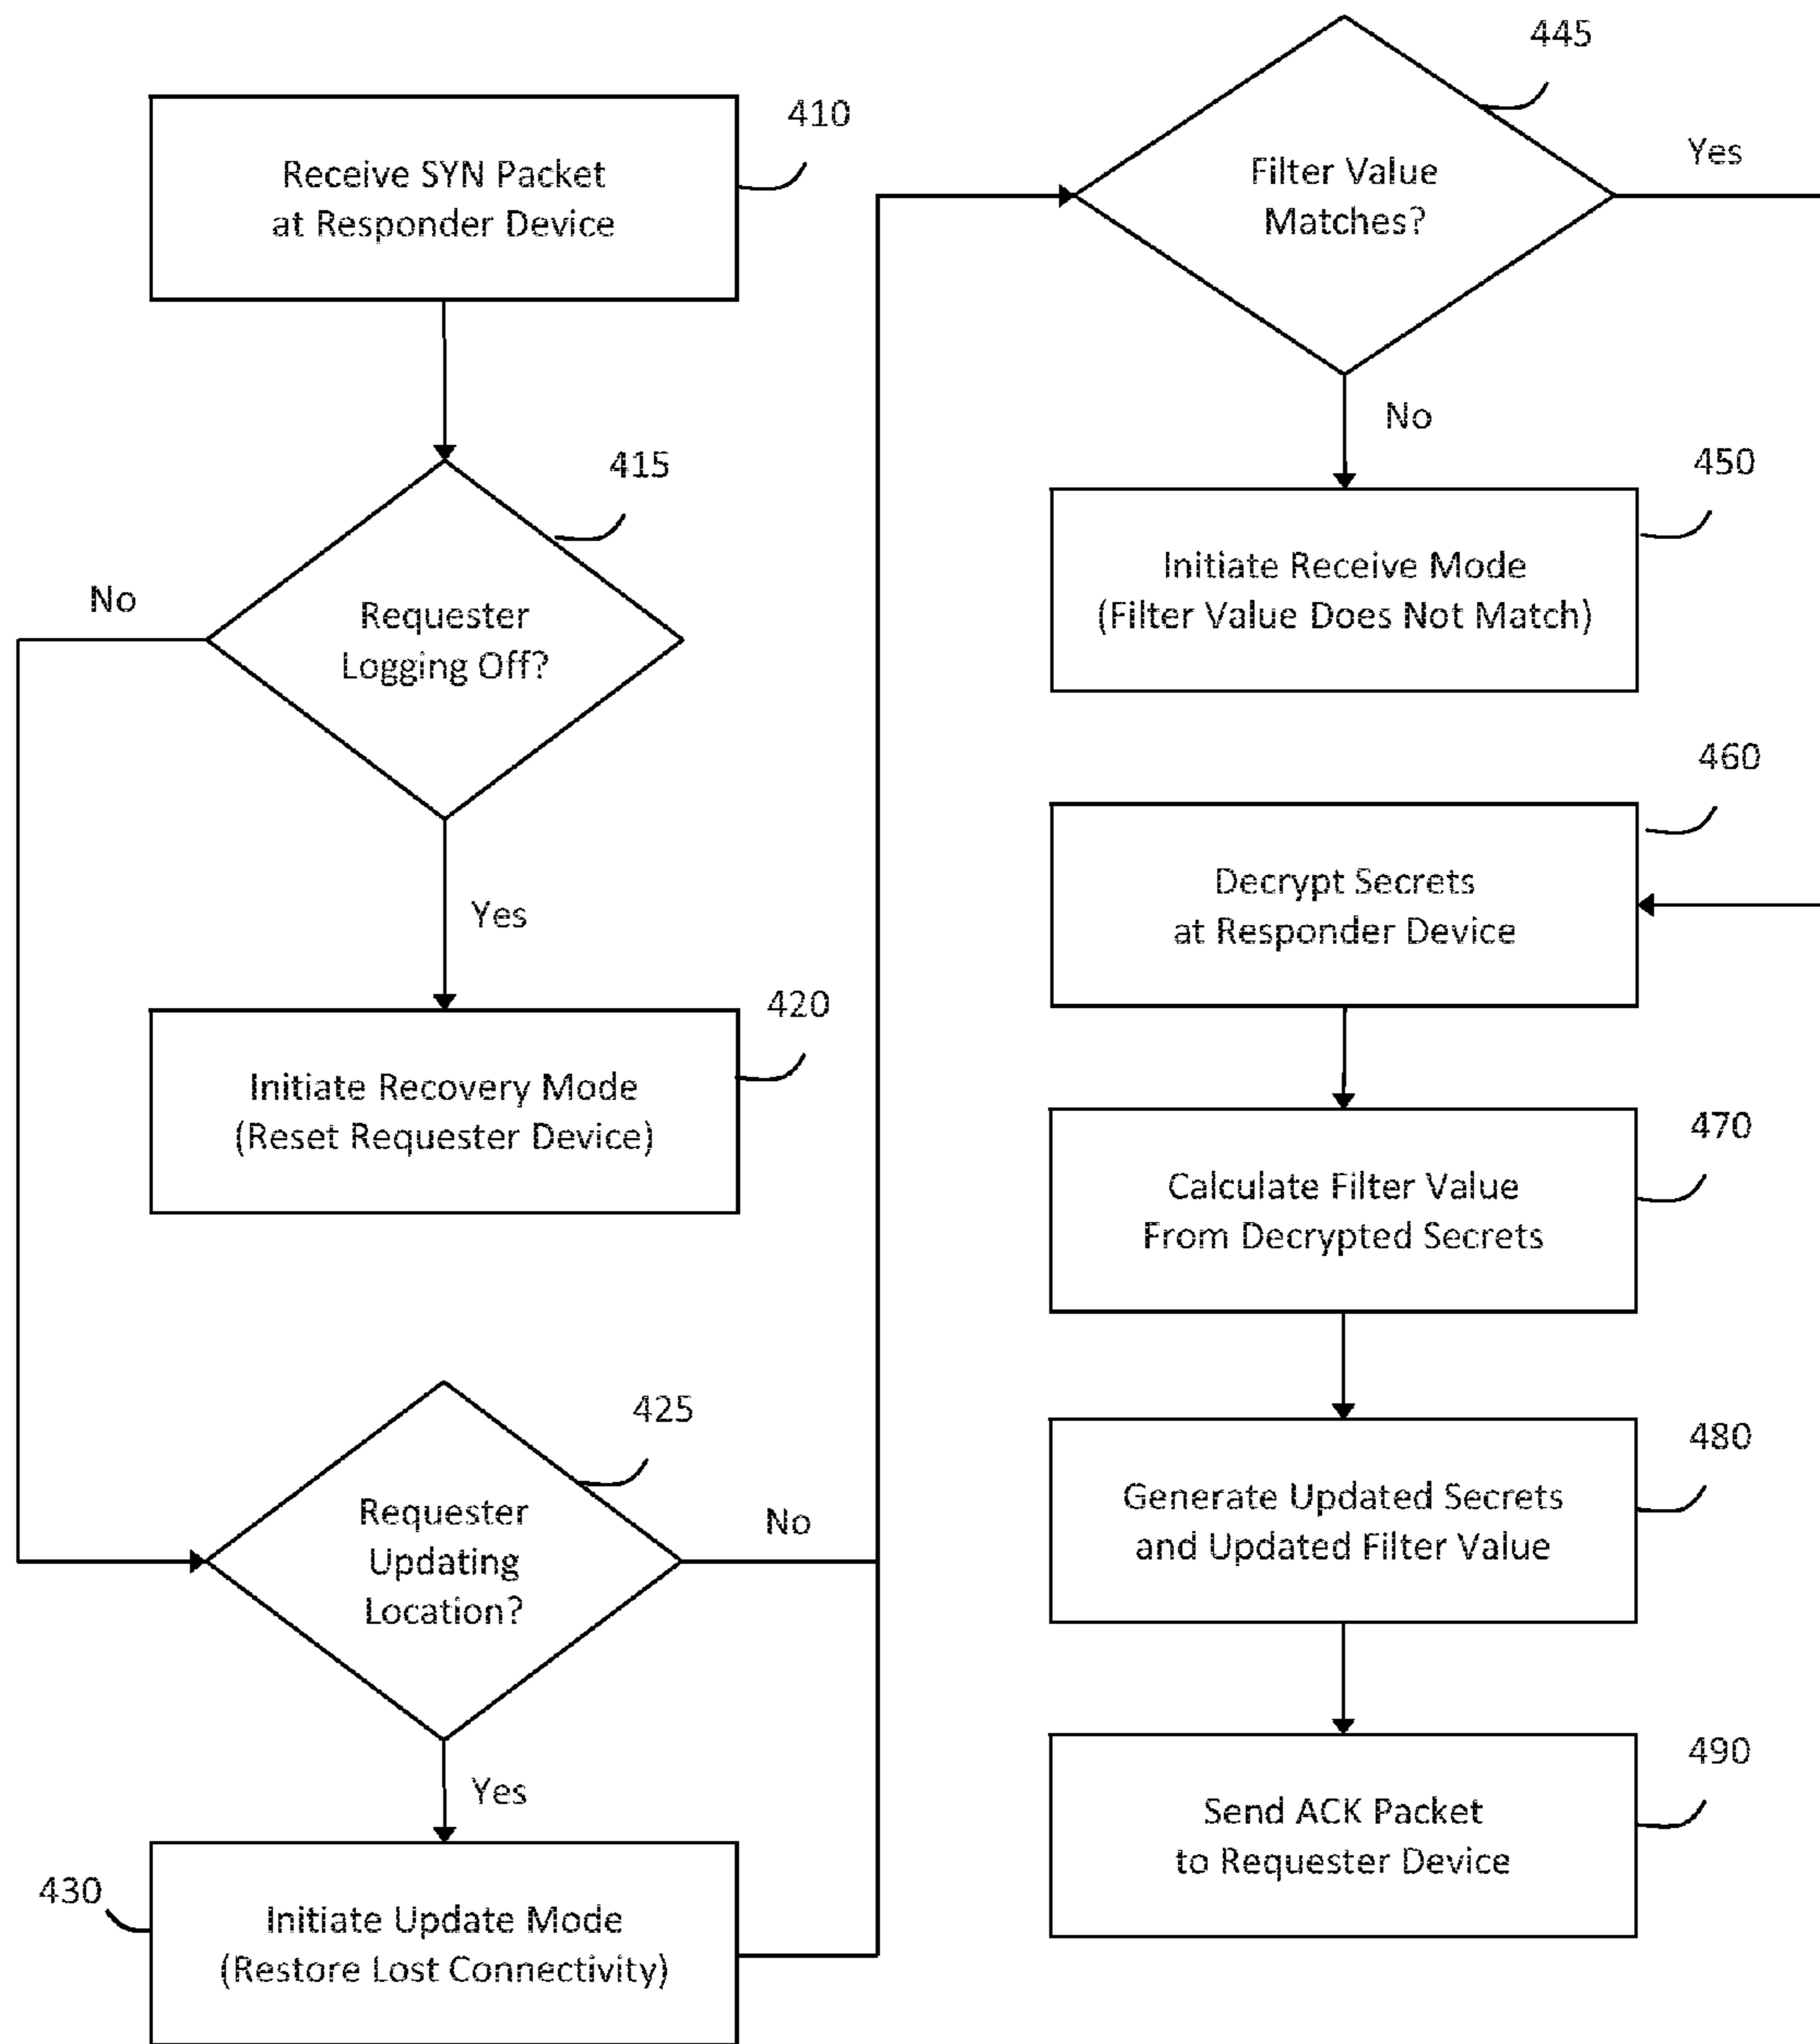 410
Receive SYN Packet
at Responder Device
415
No
Requester
Logging Off?
Yes
420
Initiate Recovery Mode
(Reset Requester Device)
425
Requester
Updating
Location?
No
Yes
430
Initiate Update Mode
(Restore Lost Connectivity)
445
Filter Value
Matches?
Yes
No
450
Initiate Receive Mode
(Filter Value Does Not Match)
460
Decrypt Secrets
at Responder Device
470
Calculate Filter Value
From Decrypted Secrets
480
Generate Updated Secrets
and Updated Filter Value
490
Send ACK Packet
to Requester Device